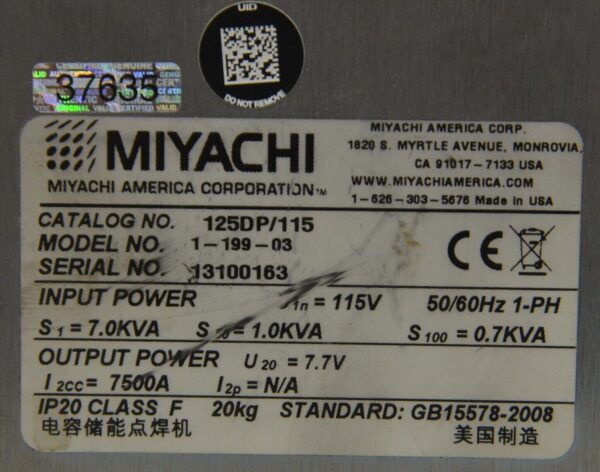 UID
37635
DO NOT REMOVE
MIYACHI
MIYACHI AMERICA CORPORATION™
MIYACHI AMERICA CORP.
1820 S. MYRTLE AVENUE, MONROVIA,
CA 91017-7133 USA
WWW.MIYACHIAMERICA.COM
1-626-303-5676 Made in USA
CATALOG NO. 125DP/115
MODEL NO. 1-199-03
SERIAL NO. 13100163
CE
INPUT POWER U1n = 115V 50/60Hz 1-PH
S1 = 7.0KVA = 1.0KVA S100 = 0.7KVA
OUTPUT POWER U20 = 7.7V
I2cc = 7500A I2p = N/A
IP20 CLASS F 20kg STANDARD: GB15578-2008
电容储能点焊机 美国制造